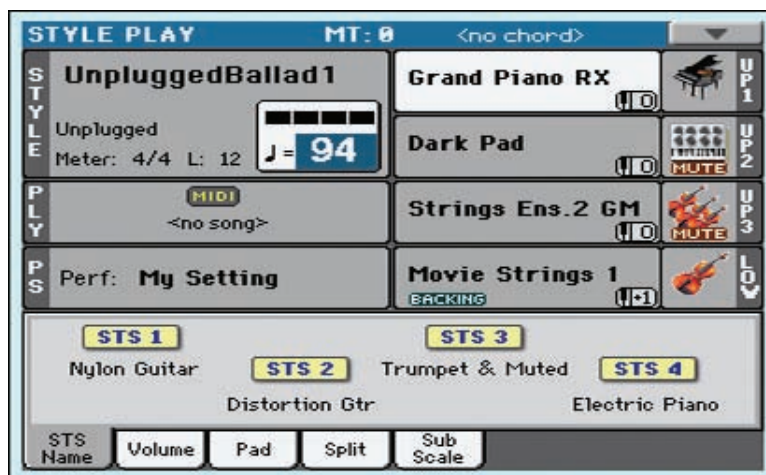 STYLE PLAY MT: 0 <no chord>
STYLE
UnpluggedBallad1
Unplugged
Meter: 4/4 L: 12 ♩= 94
Grand Piano RX
0
UP1
Dark Pad
0
MUTE
UP2
PLY
MIDI
<no song>
Strings Ens.2 GM
0
MUTE
UP3
PS
Perf: My Setting
Movie Strings 1
BACKING
+1
LOW
STS 1 STS 3
Nylon Guitar STS 2 Trumpet & Muted STS 4
Distortion Gtr Electric Piano
STS Name Volume Pad Split Sub Scale